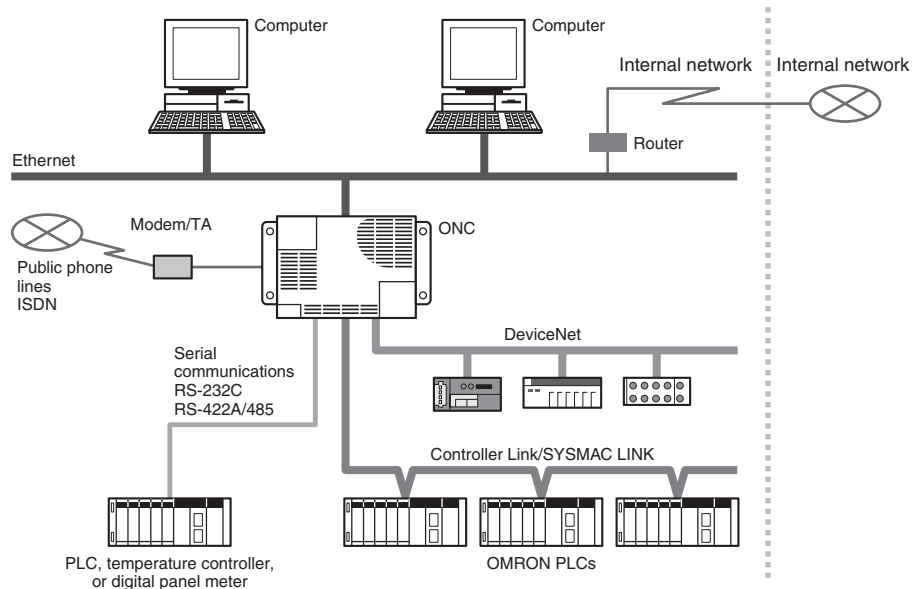 Computer
Computer
Internal network
Internal network
Router
Ethernet
Modem/TA
ONC
Public phone
lines
ISDN
DeviceNet
Serial
communications
RS-232C
RS-422A/485
Controller Link/SYSMAC LINK
PLC, temperature controller,
or digital panel meter
OMRON PLCs